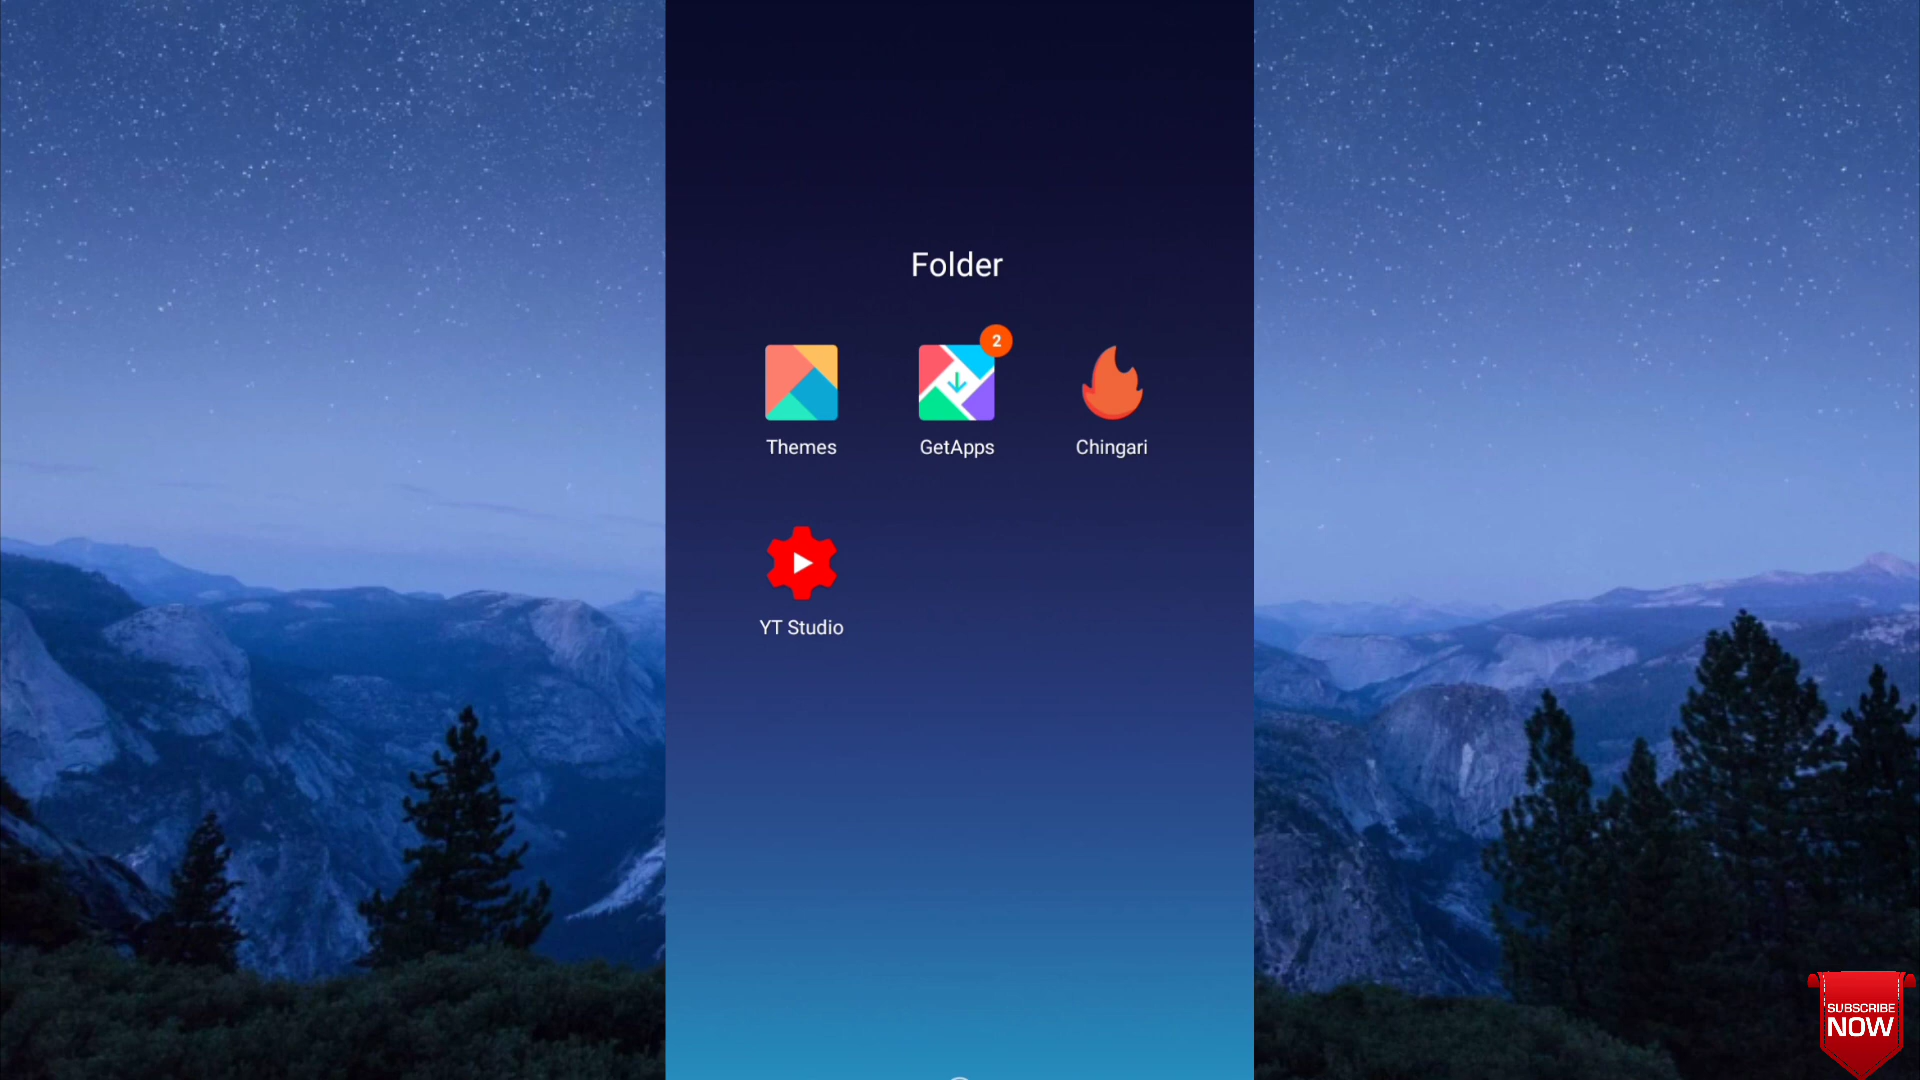 Folder
2
Themes
GetApps
Chingari
YT Studio
SUBSCRIBE
NOW